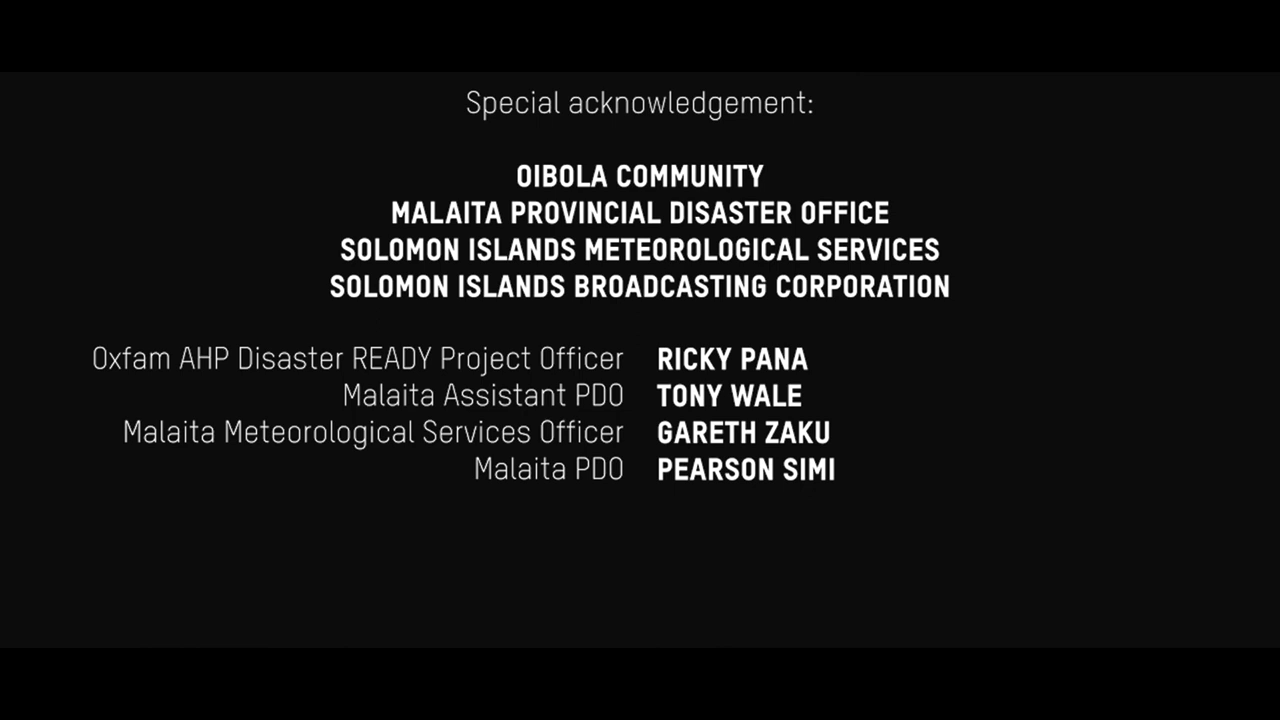 Special acknowledgement:
OIBOLA COMMUNITY
MALAITA PROVINCIAL DISASTER OFFICE
SOLOMON ISLANDS METEOROLOGICAL SERVICES
SOLOMON ISLANDS BROADCASTING CORPORATION
Oxfam AHP Disaster READY Project Officer RICKY PANA
Malaita Assistant PDO TONY WALE
Malaita Meteorological Services Officer GARETH ZAKU
Malaita PDO PEARSON SIMI